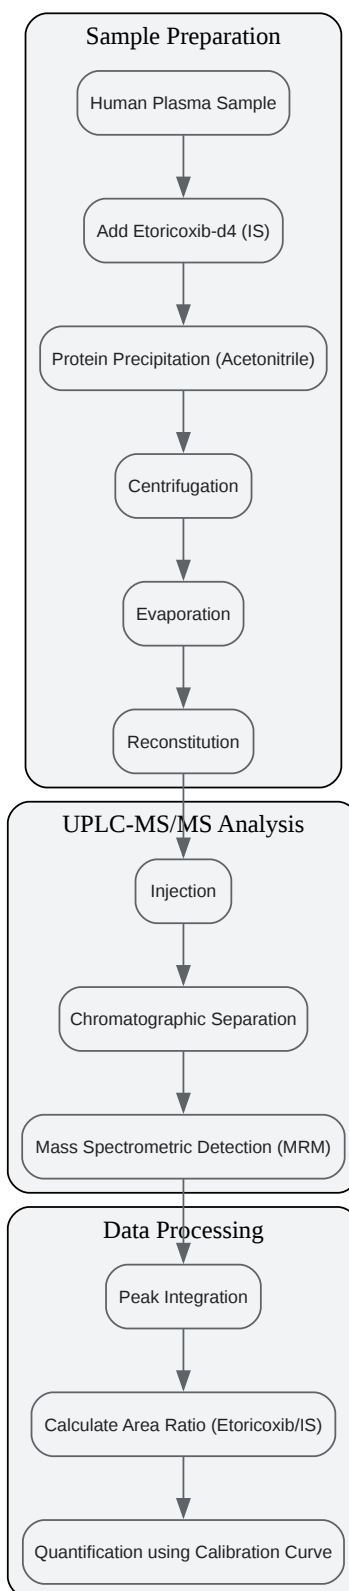 Sample Preparation
Human Plasma Sample
Add Etoricoxib-d4 (IS)
Protein Precipitation (Acetonitrile)
Centrifugation
Evaporation
Reconstitution
UPLC-MS/MS Analysis
Injection
Chromatographic Separation
Mass Spectrometric Detection (MRM)
Data Processing
Peak Integration
Calculate Area Ratio (Etoricoxib/IS)
Quantification using Calibration Curve